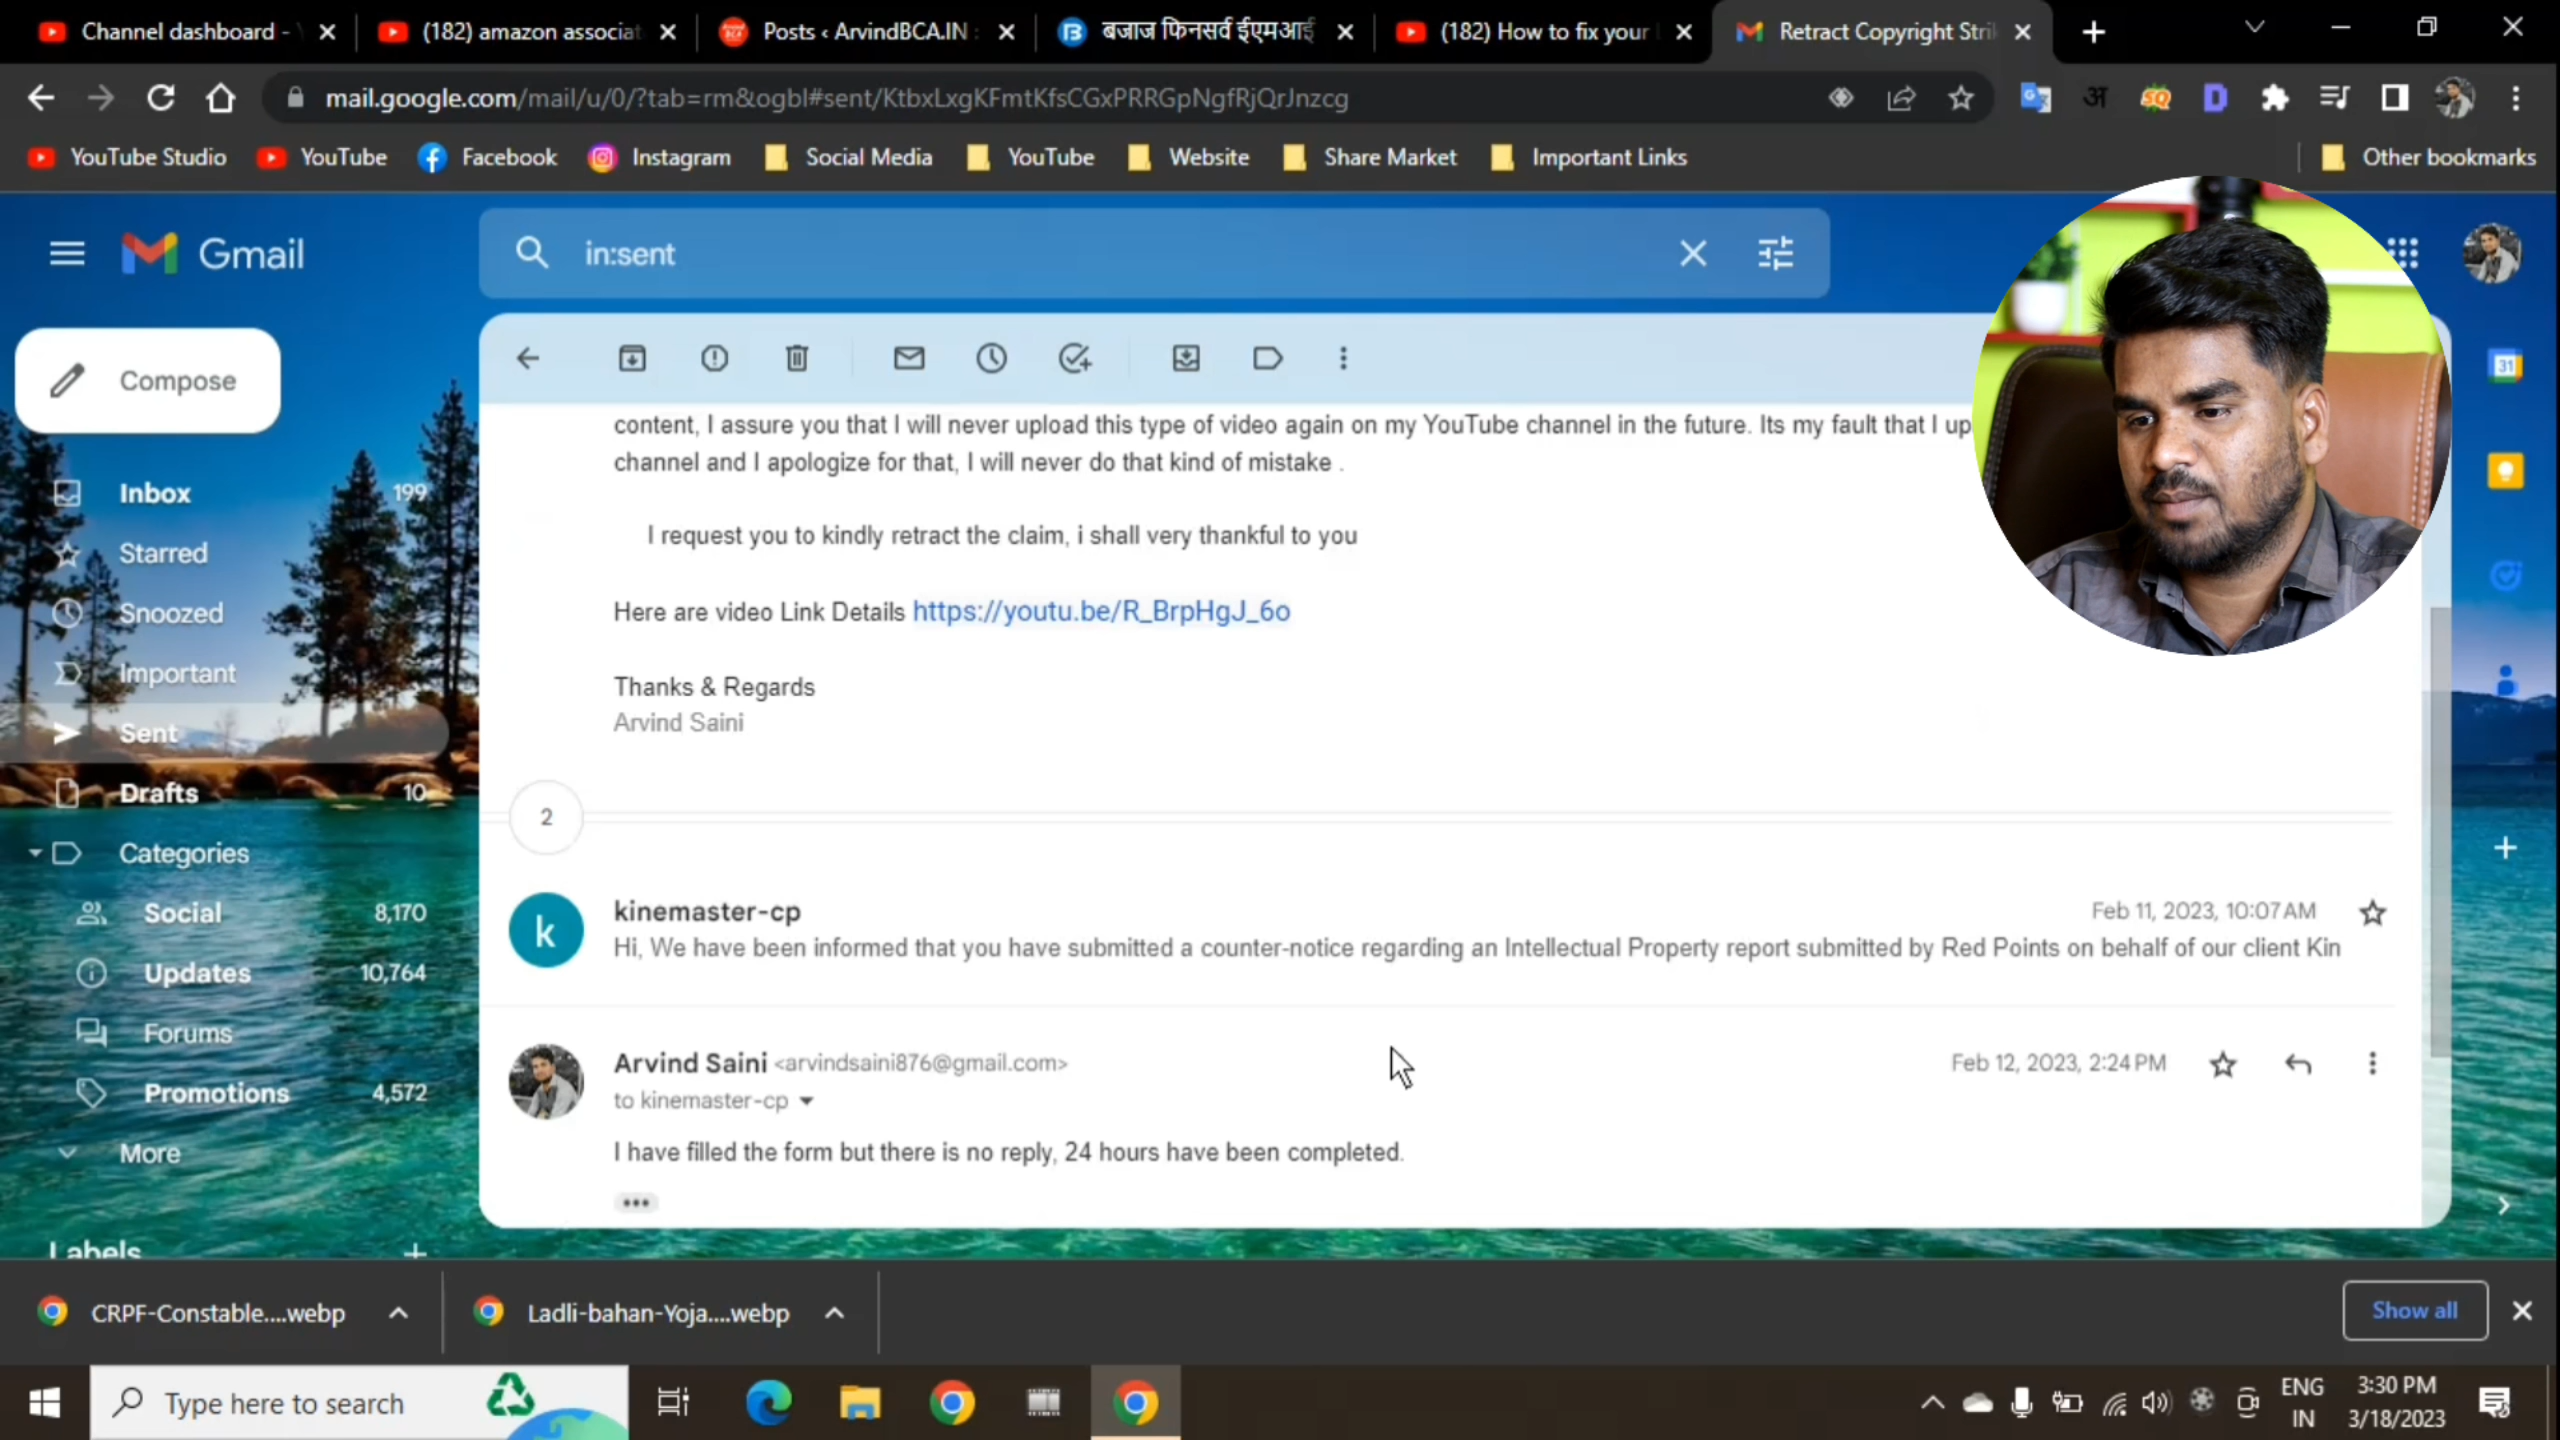 Channel dashboard -
(182) amazon associat
Posts ‹ ArvindBCA.IN
बजाज फिनसर्व ईएमआई
(182) How to fix your
Retract Copyright Stri
mail.google.com/mail/u/0/?tab=rm&ogbl#sent/KtbxLxgKFmtKfsCGxPRRGpNgfRjQrJnzcg
YouTube Studio
YouTube
Facebook
Instagram
Social Media
YouTube
Website
Share Market
Important Links
Other bookmarks
Gmail
in:sent
Compose
Inbox 199
Starred
Snoozed
Important
Sent
Drafts 10
Categories
Social 8,170
Updates 10,764
Forums
Promotions 4,572
More
Labels
content, I assure you that I will never upload this type of video again on my YouTube channel in the future. Its my fault that I up
channel and I apologize for that, I will never do that kind of mistake .
I request you to kindly retract the claim, i shall very thankful to you
Here are video Link Details https://youtu.be/R_BrpHgJ_6o
Thanks & Regards
Arvind Saini
2
k
kinemaster-cp
Feb 11, 2023, 10:07 AM
Hi, We have been informed that you have submitted a counter-notice regarding an Intellectual Property report submitted by Red Points on behalf of our client Kin
Arvind Saini <arvindsaini876@gmail.com>
Feb 12, 2023, 2:24 PM
to kinemaster-cp
I have filled the form but there is no reply, 24 hours have been completed.
31
CRPF-Constable....webp
Ladli-bahan-Yoja....webp
Show all
Type here to search
ENG
IN
3:30 PM
3/18/2023